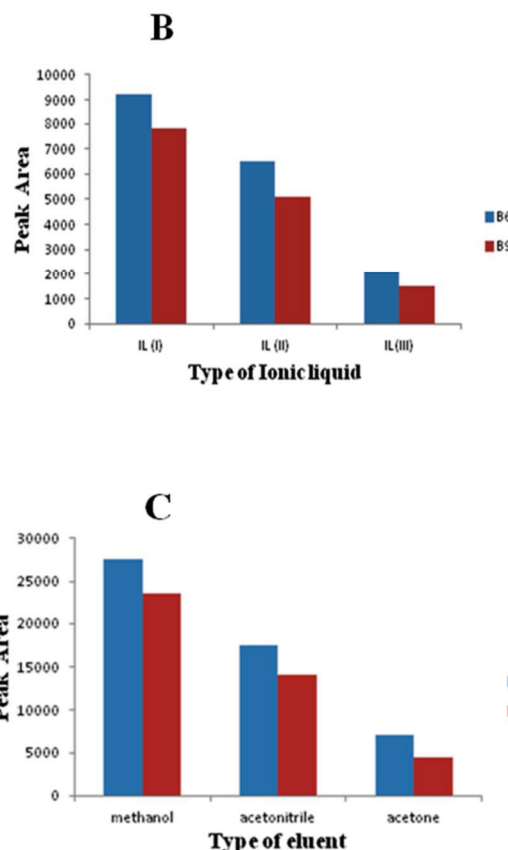 B
10000
9000
8000
7000
6000
5000
4000
3000
2000
1000
0
Peak Area
IL (I) IL (II) IL(III)
Type of Ionic liquid
B6
B9
C
30000
25000
20000
15000
10000
5000
0
Peak Area
methanol acetonitrile acetone
Type of eluent